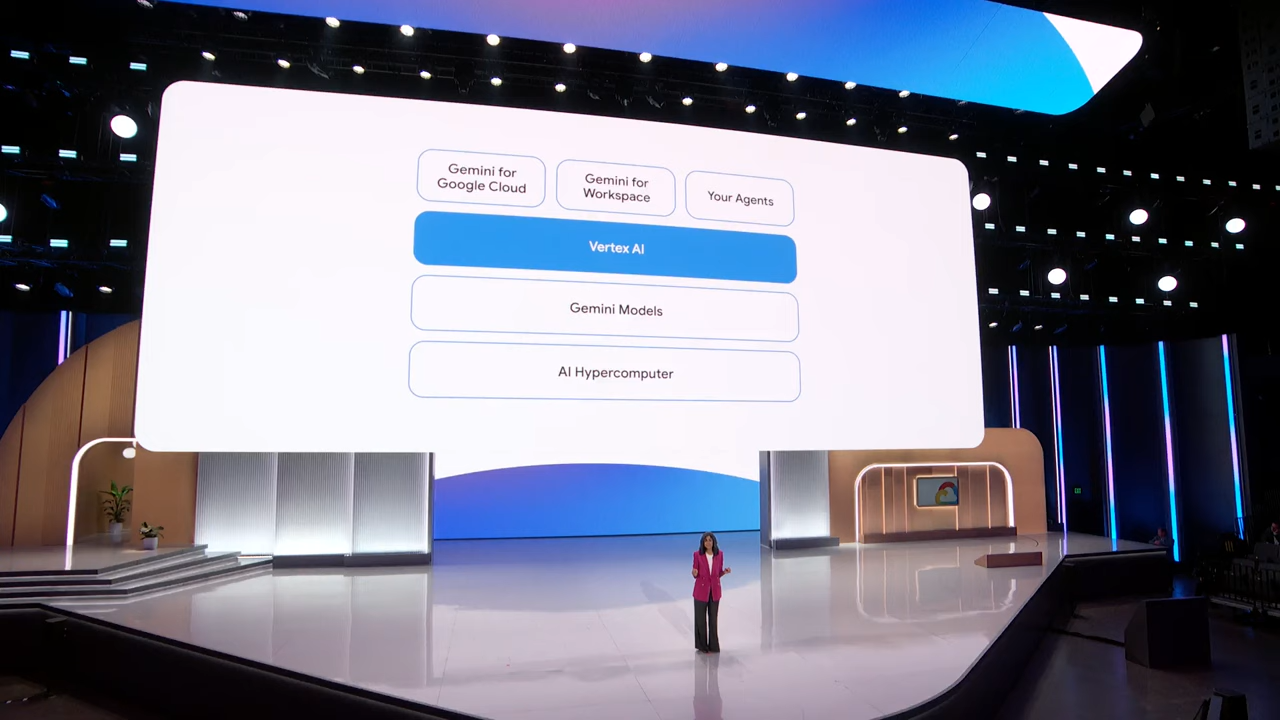 Gemini for
Google Cloud
Gemini for
Workspace
Your Agents
Vertex AI
Gemini Models
AI Hypercomputer